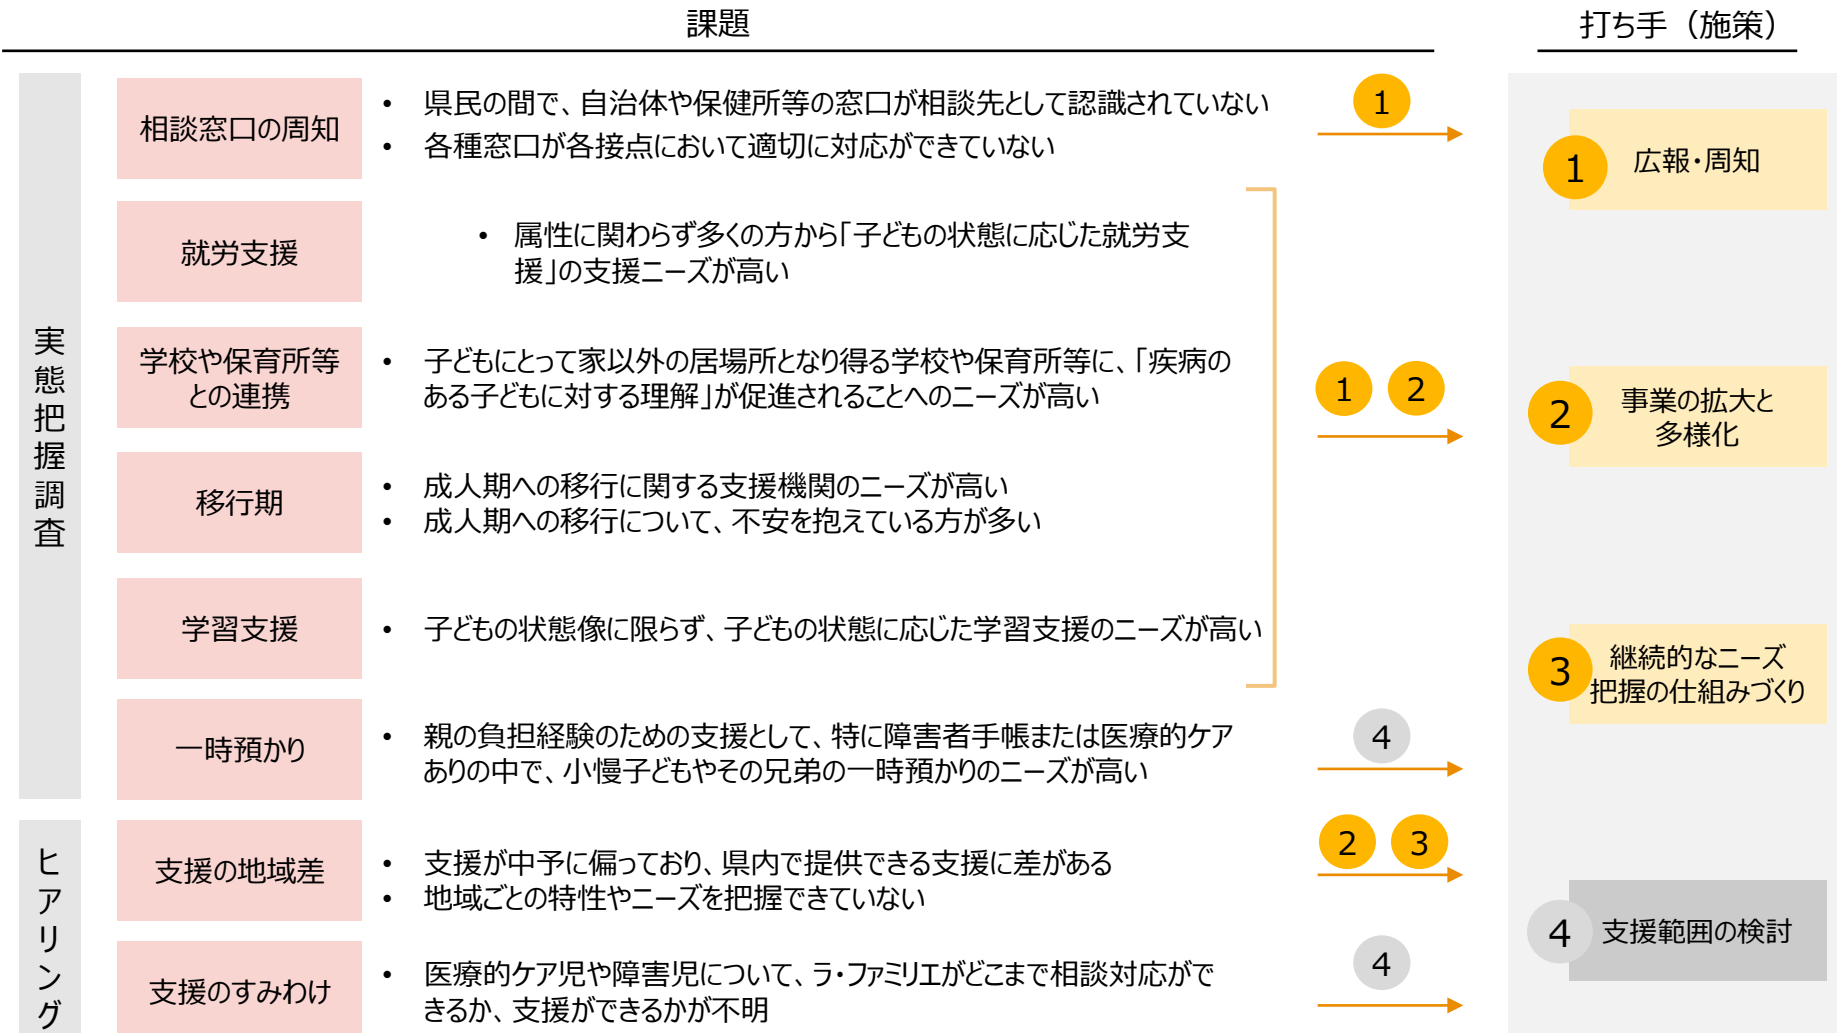 課題
打ち手（施策）
実態把握調査
相談窓口の周知
• 県民の間で、自治体や保健所等の窓口が相談先として認識されていない
• 各種窓口が各接点において適切に対応ができていない
1
就労支援
• 属性に関わらず多くの方から「子どもの状態に応じた就労支
援」の支援ニーズが高い
学校や保育所等
との連携
• 子どもにとって家以外の居場所となり得る学校や保育所等に、「疾病の
ある子どもに対する理解」が促進されることへのニーズが高い
1 2
移行期
• 成人期への移行に関する支援機関のニーズが高い
• 成人期への移行について、不安を抱えている方が多い
学習支援
• 子どもの状態像に限らず、子どもの状態に応じた学習支援のニーズが高い
一時預かり
• 親の負担経験のための支援として、特に障害者手帳または医療的ケア
ありの中で、小慢子どもやその兄弟の一時預かりのニーズが高い
4
ヒアリング
支援の地域差
• 支援が中予に偏っており、県内で提供できる支援に差がある
• 地域ごとの特性やニーズを把握できていない
2 3
支援のすみわけ
• 医療的ケア児や障害児について、ラ・ファミリエがどこまで相談対応がで
きるか、支援ができるかが不明
4
1 広報・周知
2 事業の拡大と
多様化
3 継続的なニーズ
把握の仕組みづくり
4 支援範囲の検討